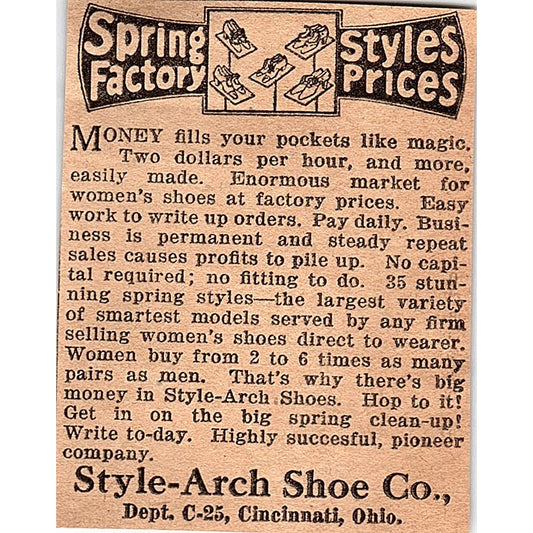 Spring Styles
Factory Prices
MONEY fills your pockets like magic.
Two dollars per hour, and more,
easily made. Enormous market for
women's shoes at factory prices. Easy
work to write up orders. Pay daily. Busi-
ness is permanent and steady repeat
sales causes profits to pile up. No capi-
tal required; no fitting to do. 35 stun-
ning spring styles—the largest variety
of smartest models served by any firm
selling women's shoes direct to wearer.
Women buy from 2 to 6 times as many
pairs as men. That's why there's big
money in Style-Arch Shoes. Hop to it!
Get in on the big spring clean-up!
Write to-day. Highly succesful, pioneer
company.
Style-Arch Shoe Co.,
Dept. C-25, Cincinnati, Ohio.